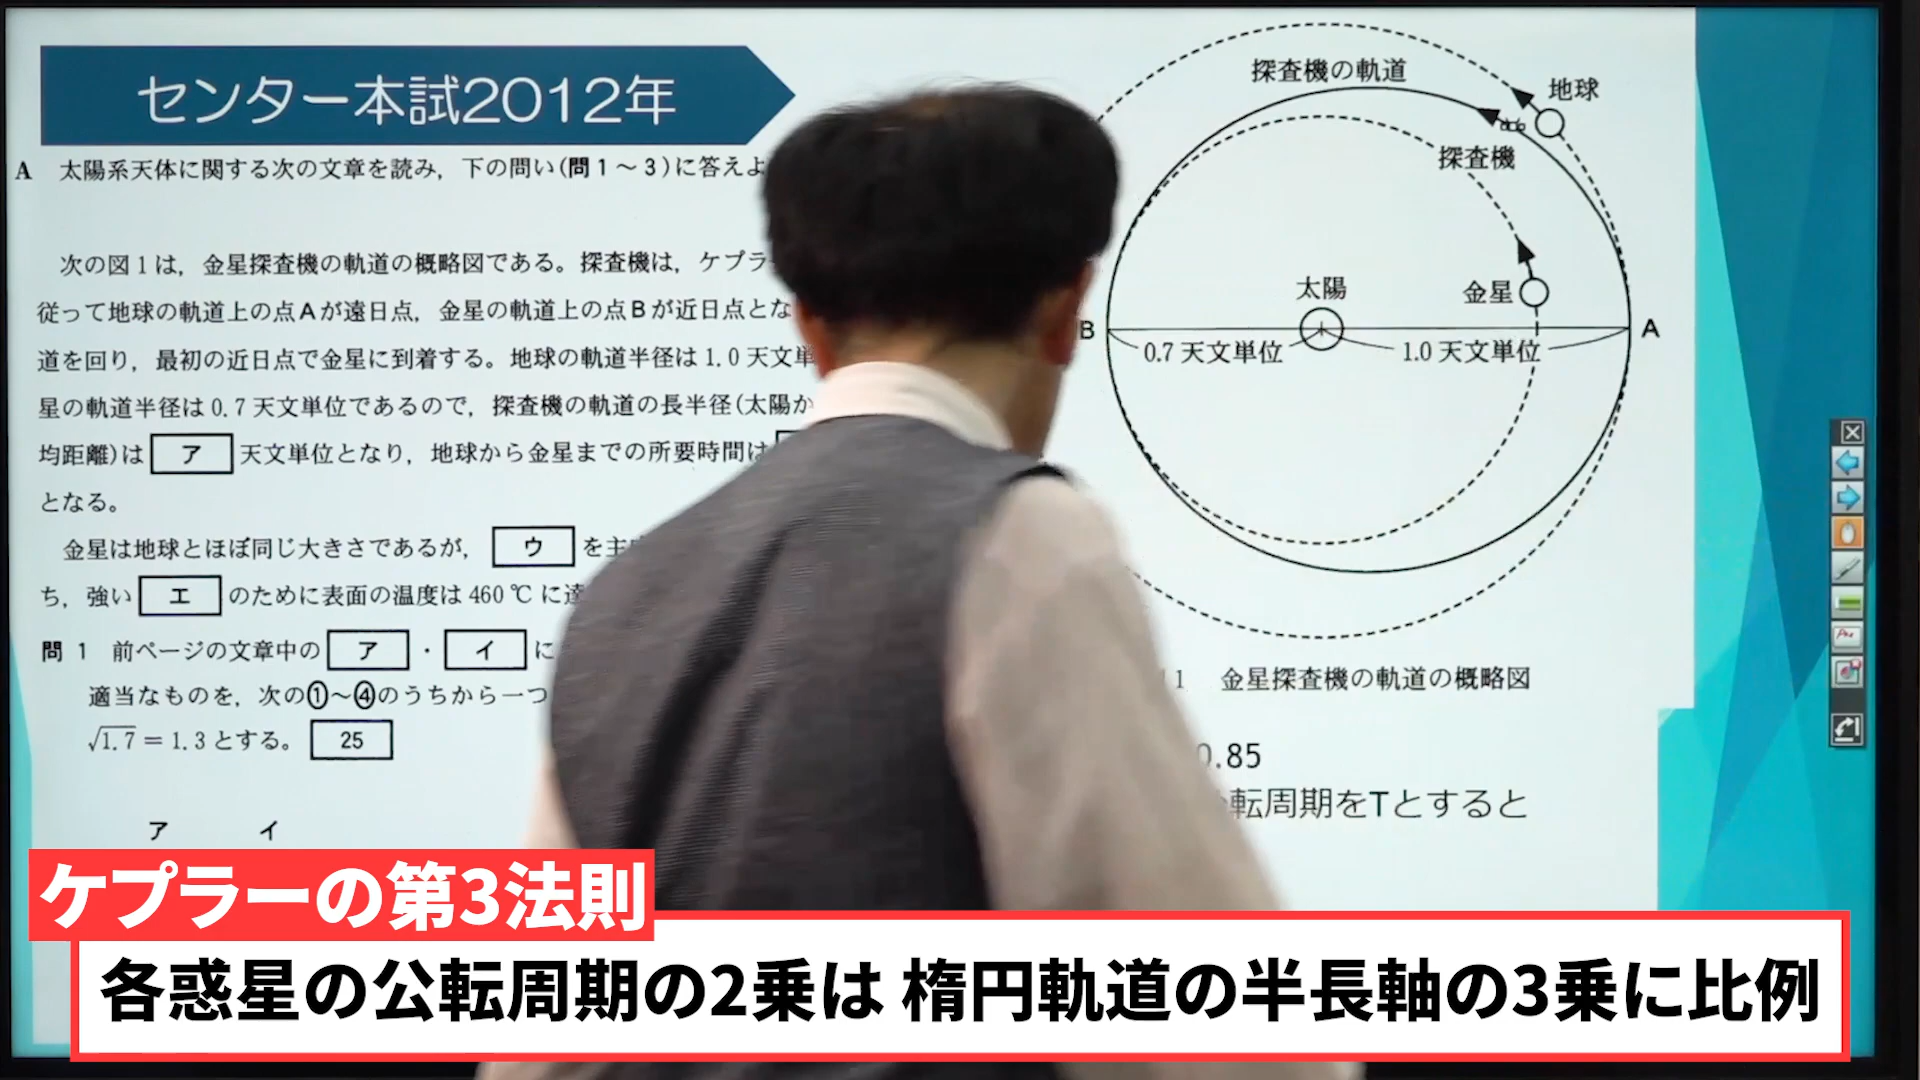 センター本試2012年
A 太陽系天体に関する次の文章を読み，下の問い(問1～3)に答えよ
次の図1は，金星探査機の軌道の概略図である。探査機は，ケプラ
従って地球の軌道上の点Aが遠日点，金星の軌道上の点Bが近日点とな
道を回り，最初の近日点で金星に到着する。地球の軌道半径は1.0天文単
星の軌道半径は0.7天文単位であるので，探査機の軌道の長半径(太陽か
均距離)は ア 天文単位となり，地球から金星までの所要時間は
となる。
金星は地球とほぼ同じ大きさであるが， ウ を主
ち，強い エ のために表面の温度は460℃に達
問1 前ページの文章中の ア ・ イ に
適当なものを，次の①～④のうちから一つ
√1.7 = 1.3とする。 25
ア イ
探査機の軌道
地球
探査機
太陽
金星
B
A
0.7天文単位
1.0天文単位
1 金星探査機の軌道の概略図
0.85
転周期をTとすると
ケプラーの第3法則
各惑星の公転周期の2乗は 楕円軌道の半長軸の3乗に比例